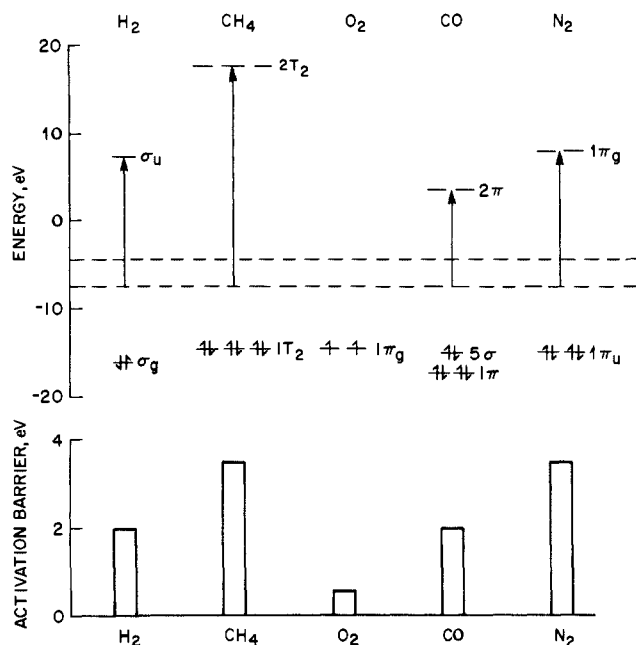 H₂ CH₄ O₂ CO N₂
ENERGY, eV
20
10
0
-10
-20
2T₂
σu
2π
1πg
σg
1T₂
1πg
5σ
1π
1πu
ACTIVATION BARRIER, eV
4
2
0
H₂ CH₄ O₂ CO N₂